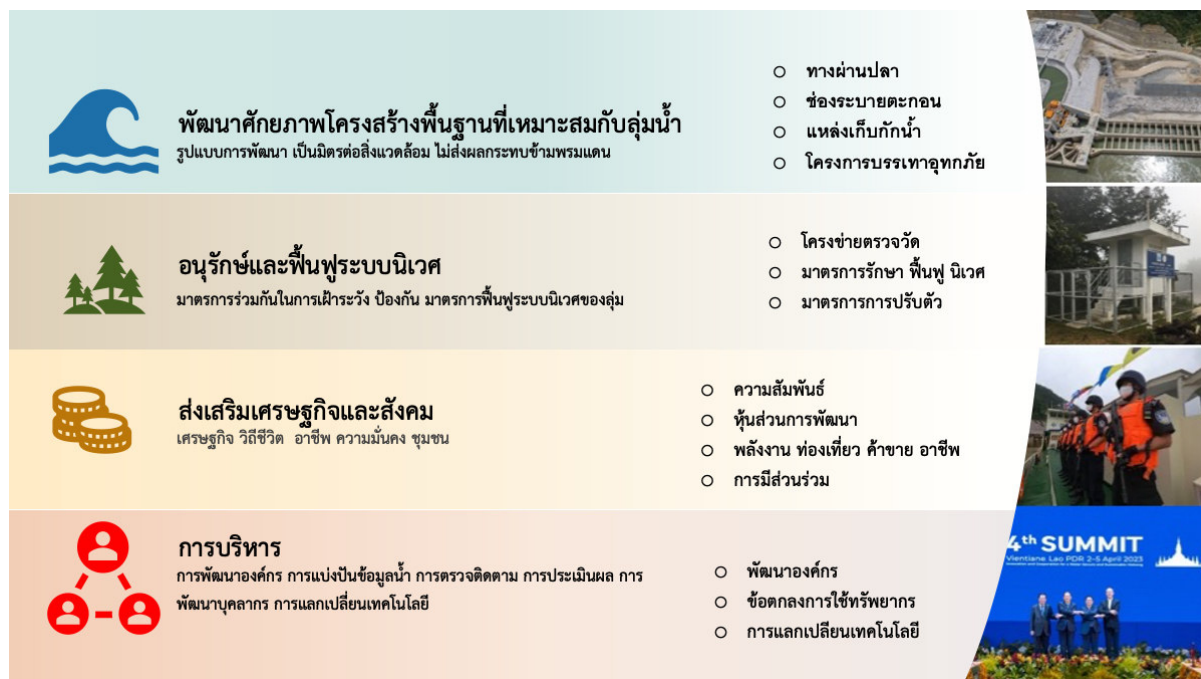 พัฒนาศักยภาพโครงสร้างพื้นฐานที่เหมาะสมกับลุ่มน้ำ
รูปแบบการพัฒนา เป็นมิตรต่อสิ่งแวดล้อม ไม่ส่งผลกระทบข้ามพรมแดน
ทางผ่านปลา
ช่องระบายตะกอน
แหล่งเก็บกักน้ำ
โครงการบรรเทาอุทกภัย
อนุรักษ์และฟื้นฟูระบบนิเวศ
มาตรการร่วมกันในการเฝ้าระวัง ป้องกัน มาตรการฟื้นฟูระบบนิเวศของลุ่ม
โครงข่ายตรวจวัด
มาตรการรักษา ฟื้นฟู นิเวศ
มาตรการการปรับตัว
ส่งเสริมเศรษฐกิจและสังคม
เศรษฐกิจ วิถีชีวิต อาชีพ ความมั่นคง ชุมชน
ความสัมพันธ์
หุ้นส่วนการพัฒนา
พลังงาน ท่องเที่ยว ค้าขาย อาชีพ
การมีส่วนร่วม
การบริหาร
การพัฒนาองค์กร การแบ่งปันข้อมูลน้ำ การตรวจติดตาม การประเมินผล การ
พัฒนาบุคลากร การแลกเปลี่ยนเทคโนโลยี
พัฒนาองค์กร
ข้อตกลงการใช้ทรัพยากร
การแลกเปลียนเทคโนโลยี
4th SUMMIT
Vientiane, Lao PDR 2-5 April 2023